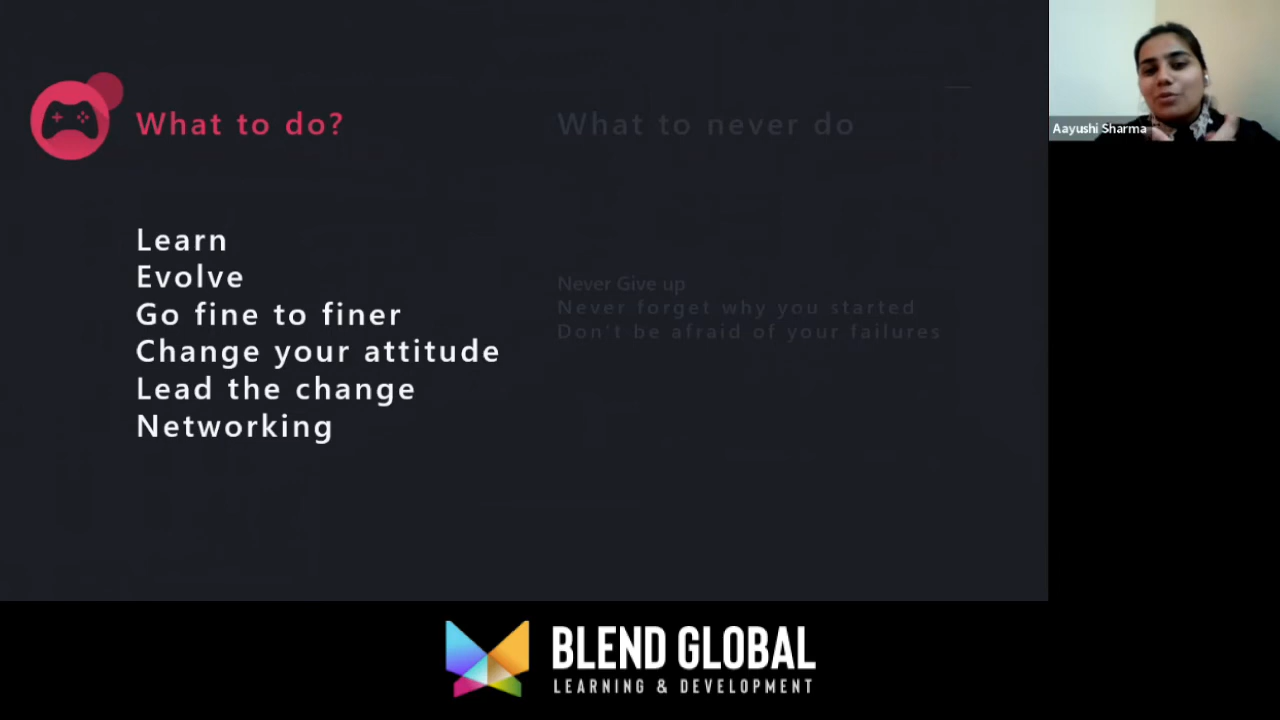 What to do?
Learn
Evolve
Go fine to finer
Change your attitude
Lead the change
Networking
What to never do
Never Give up
Never forget why you started
Don't be afraid of your failures
Aayushi Sharma
BLEND GLOBAL
LEARNING & DEVELOPMENT